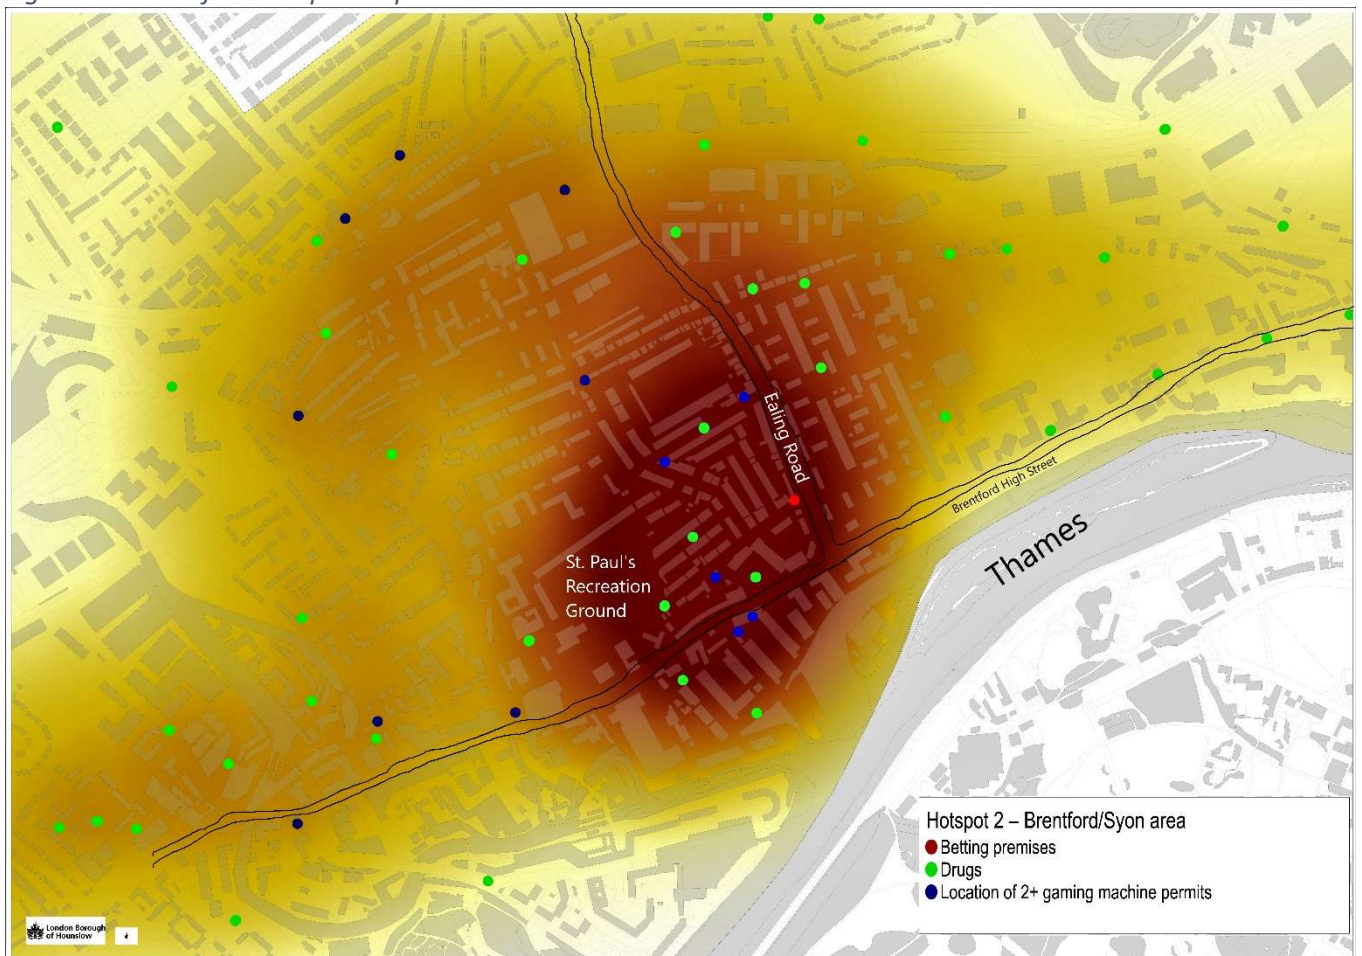 Ealing Road
Brentford High Street
Thames
St. Paul's
Recreation
Ground
Hotspot 2 – Brentford/Syon area
Betting premises
Drugs
Location of 2+ gaming machine permits
London Borough
of Hounslow